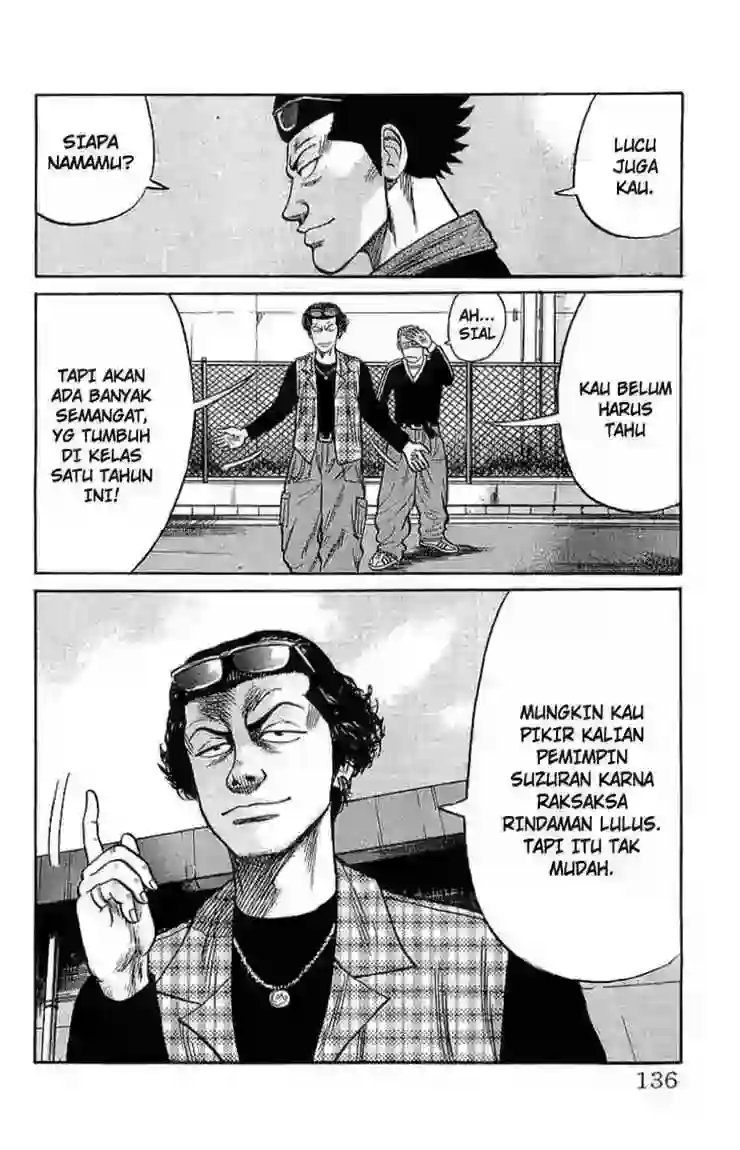 LUCU
JUGA
KAU.
SIAPA
NAMAMU?
AH...
SIAL
KAU BELUM
HARUS
TAHU
TAPI AKAN
ADA BANYAK
SEMANGAT,
YG TUMBUH
DI KELAS
SATU TAHUN
INI!
MUNGKIN KAU
PIKIR KALIAN
PEMIMPIN
SUZURAN KARNA
RAKSAKSA
RINDAMAN LULUS.
TAPI ITU TAK
MUDAH.
136